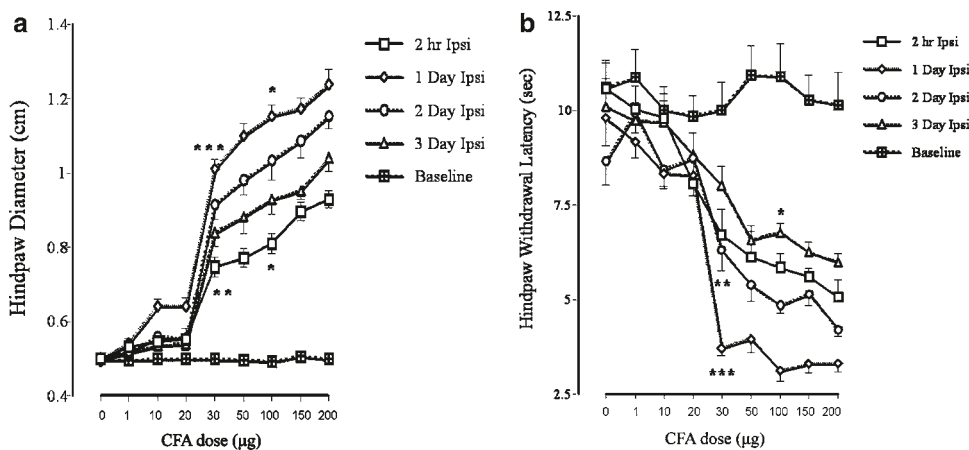 a
Hindpaw Diameter (cm)
1.4
1.2
1
0.8
0.6
0.4
*
***
**
*
0 1 10 20 30 50 100 150 200
CFA dose (µg)
2 hr Ipsi
1 Day Ipsi
2 Day Ipsi
3 Day Ipsi
Baseline
b
Hindpaw Withdrawal Latency (sec)
12.5
10
7.5
5
2.5
*
**
***
0 1 10 20 30 50 100 150 200
CFA dose (µg)
2 hr Ipsi
1 Day Ipsi
2 Day Ipsi
3 Day Ipsi
Baseline